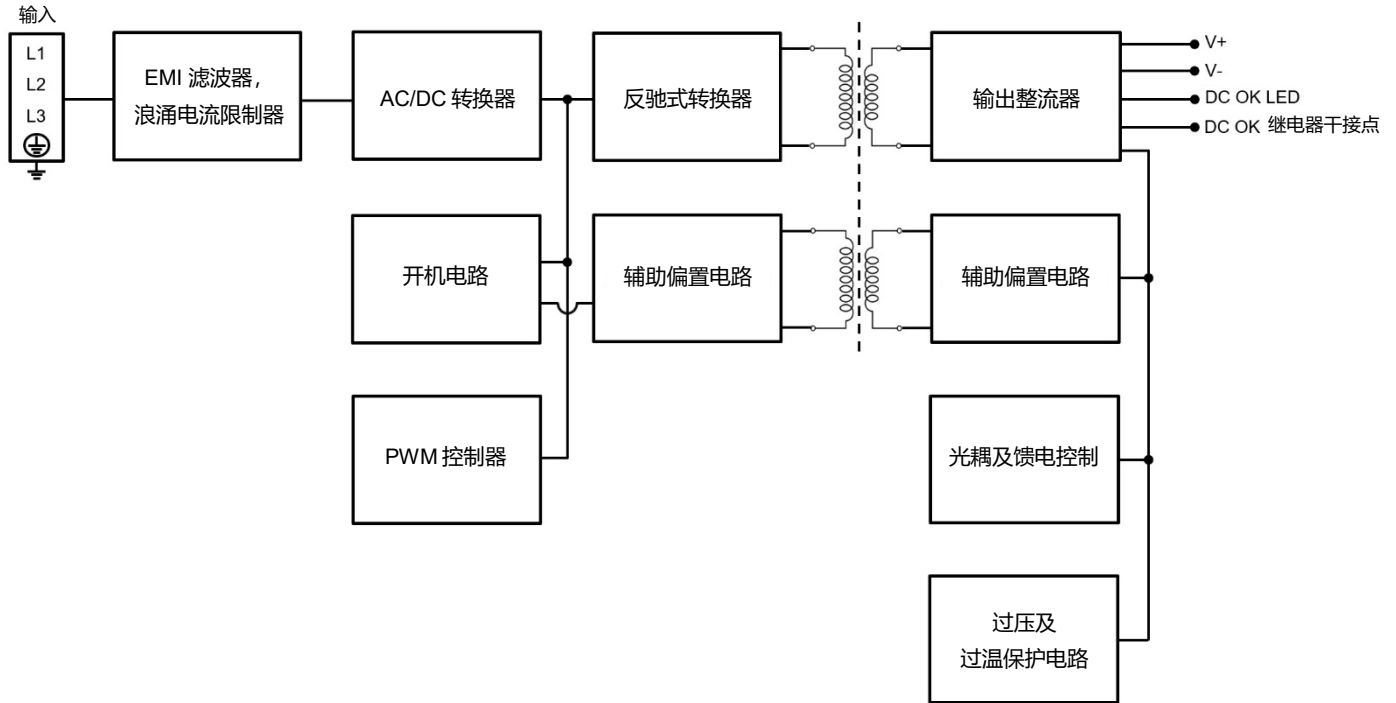 输入
L1
L2
L3
EMI 滤波器，
浪涌电流限制器
AC/DC 转换器
反驰式转换器
输出整流器
V+
V-
DC OK LED
DC OK 继电器干接点
开机电路
辅助偏置电路
辅助偏置电路
PWM 控制器
光耦及馈电控制
过压及
过温保护电路